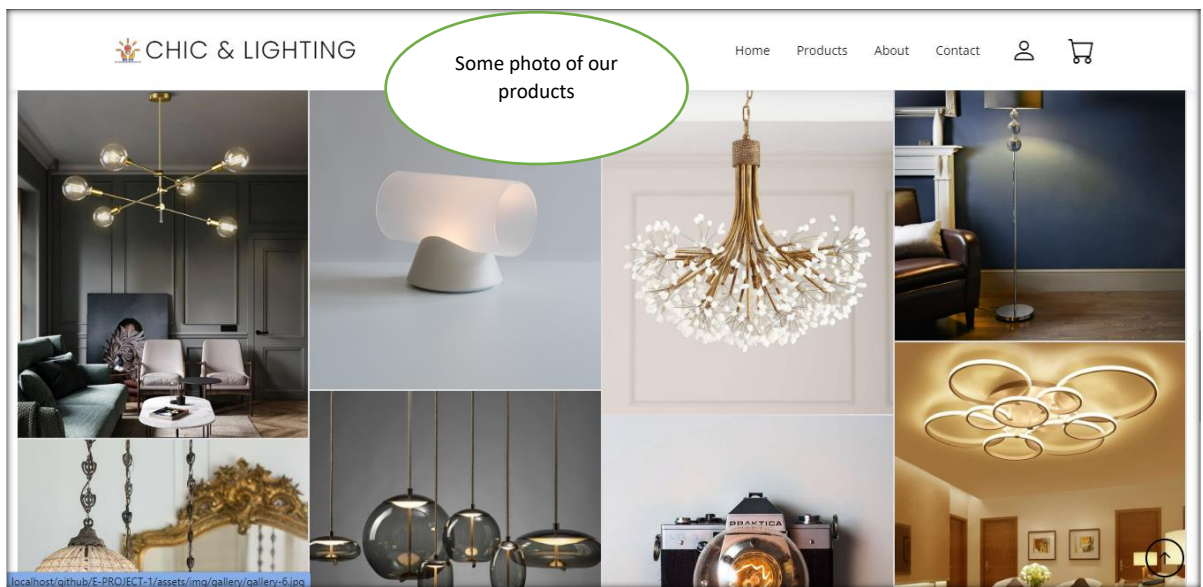 CHIC & LIGHTING
Some photo of our
products
Home Products About Contact
PRAKTICA
localhost/github/E-PROJECT-1/assets/img/gallery/gallery-6.jpg